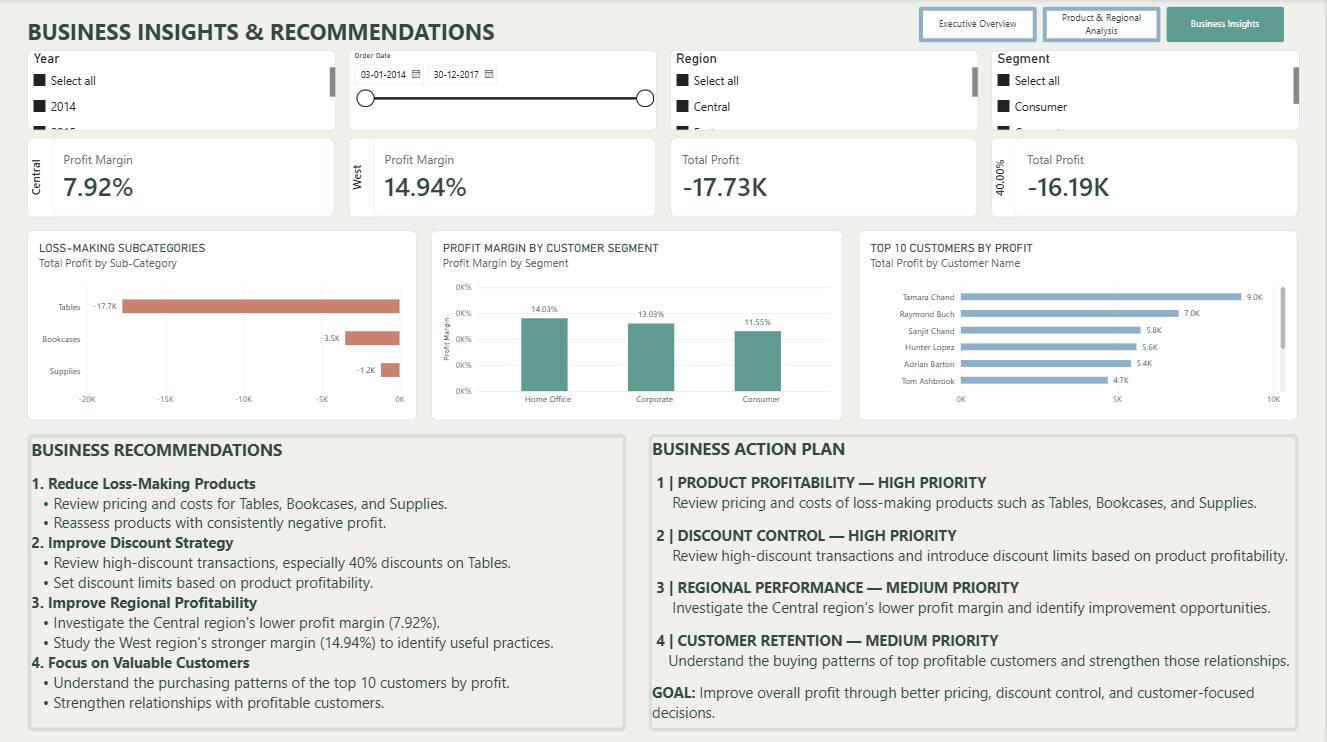 BUSINESS INSIGHTS & RECOMMENDATIONS
Executive Overview
Product & Regional
Analysis
Business Insights
Year
Select all
2014
Order Date
03-01-2014
30-12-2017
Region
Select all
Central
Segment
Select all
Consumer
Central
Profit Margin
7.92%
West
Profit Margin
14.94%
Total Profit
-17.73K
40.00%
Total Profit
-16.19K
LOSS-MAKING SUBCATEGORIES
Total Profit by Sub-Category
Tables
-17.7K
Bookcases
-3.5K
Supplies
-1.2K
-20K
-15K
-10K
-5K
0K
PROFIT MARGIN BY CUSTOMER SEGMENT
Profit Margin by Segment
Profit Margin
0K%
0K%
0K%
0K%
0K%
14.03%
13.03%
11.55%
Home Office
Corporate
Consumer
TOP 10 CUSTOMERS BY PROFIT
Total Profit by Customer Name
Tamara Chand
9.0K
Raymond Buch
7.0K
Sanjit Chand
5.8K
Hunter Lopez
5.6K
Adrian Barton
5.4K
Tom Ashbrook
4.7K
0K
5K
10K
BUSINESS RECOMMENDATIONS
1. Reduce Loss-Making Products
• Review pricing and costs for Tables, Bookcases, and Supplies.
• Reassess products with consistently negative profit.
2. Improve Discount Strategy
• Review high-discount transactions, especially 40% discounts on Tables.
• Set discount limits based on product profitability.
3. Improve Regional Profitability
• Investigate the Central region's lower profit margin (7.92%).
• Study the West region's stronger margin (14.94%) to identify useful practices.
4. Focus on Valuable Customers
• Understand the purchasing patterns of the top 10 customers by profit.
• Strengthen relationships with profitable customers.
BUSINESS ACTION PLAN
1 | PRODUCT PROFITABILITY — HIGH PRIORITY
Review pricing and costs of loss-making products such as Tables, Bookcases, and Supplies.
2 | DISCOUNT CONTROL — HIGH PRIORITY
Review high-discount transactions and introduce discount limits based on product profitability.
3 | REGIONAL PERFORMANCE — MEDIUM PRIORITY
Investigate the Central region's lower profit margin and identify improvement opportunities.
4 | CUSTOMER RETENTION — MEDIUM PRIORITY
Understand the buying patterns of top profitable customers and strengthen those relationships.
GOAL: Improve overall profit through better pricing, discount control, and customer-focused
decisions.